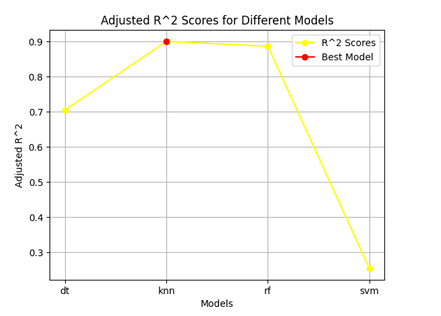 Adjusted R^2 Scores for Different Models
R^2 Scores
Best Model
Adjusted R^2
0.9
0.8
0.7
0.6
0.5
0.4
0.3
dt knn rf svm
Models